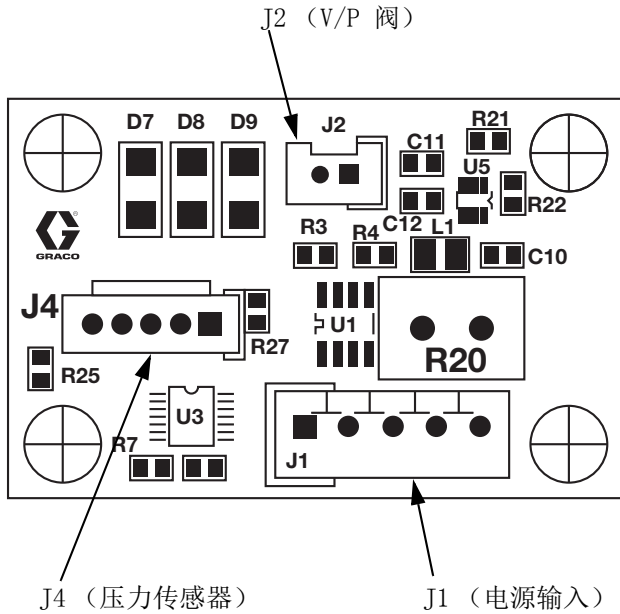 J2 （V/P 阀）
D7 D8 D9 J2 R21
C11 U5
R22
GRACO
R3 R4 C12 L1 C10
J4 U1
R27 R20
R25
U3
R7 J1
J4 （压力传感器） J1 （电源输入）